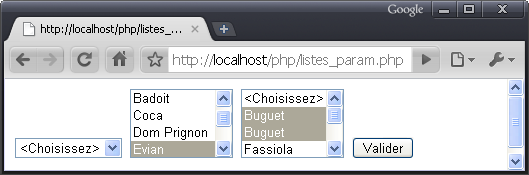 Google
http://localhost/php/listes_...
http://localhost/php/listes_param.php
Badoit
Coca
Dom Prignon
Evian
<Choisissez>
<Choisissez>
Buguet
Buguet
Fassiola
Valider